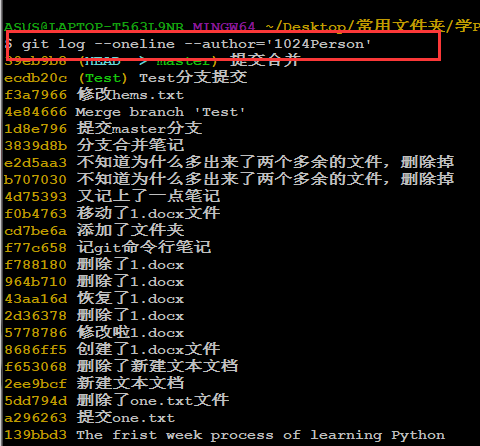 ASUS@LAPTOP-T563L9NR MINGW64 ~/Desktop/常用文件夹/学P
$ git log --oneline --author='1024Person'
39eb9b8 (HEAD -> master) 提交合并
ecdb20c (Test) Test分支提交
f3a7966 修改hems.txt
4e84666 Merge branch 'Test'
1d8e796 提交master分支
3839d8b 分支合并笔记
e2d5aa3 不知道为什么多出来了两个多余的文件，删除掉
b707030 不知道为什么多出来了两个多余的文件，删除掉
4d75393 又记上了一点笔记
f0b4763 移动了1.docx文件
cd7be6a 添加了文件夹
f77c658 记git命令行笔记
f788180 删除了1.docx
964b710 删除了1.docx
43aa16d 恢复了1.docx
2d36378 删除了1.docx
5778786 修改啦1.docx
8686ff5 创建了1.docx文件
f653068 删除了新建文本文档
2ee9bcf 新建文本文档
5dd794d 删除了one.txt文件
a296263 提交one.txt
139bbd3 The frist week process of learning Python